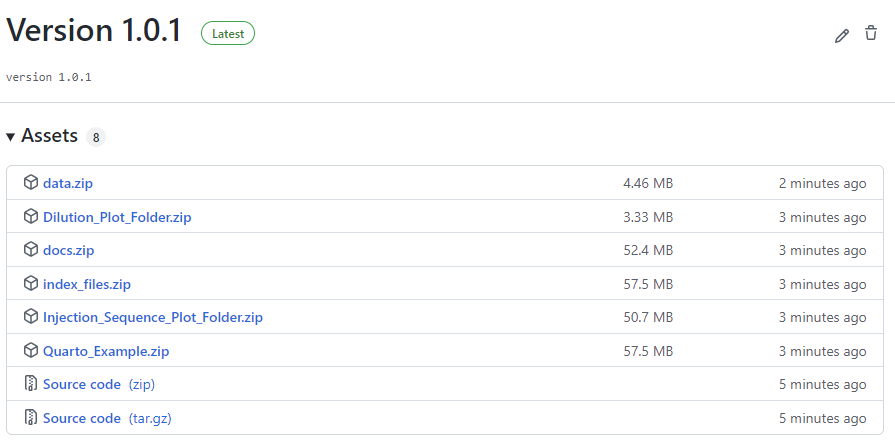 Version 1.0.1 Latest
version 1.0.1
Assets 8
data.zip 4.46 MB 2 minutes ago
Dilution_Plot_Folder.zip 3.33 MB 3 minutes ago
docs.zip 52.4 MB 3 minutes ago
index_files.zip 57.5 MB 3 minutes ago
Injection_Sequence_Plot_Folder.zip 50.7 MB 3 minutes ago
Quarto_Example.zip 57.5 MB 3 minutes ago
Source code (zip) 5 minutes ago
Source code (tar.gz) 5 minutes ago